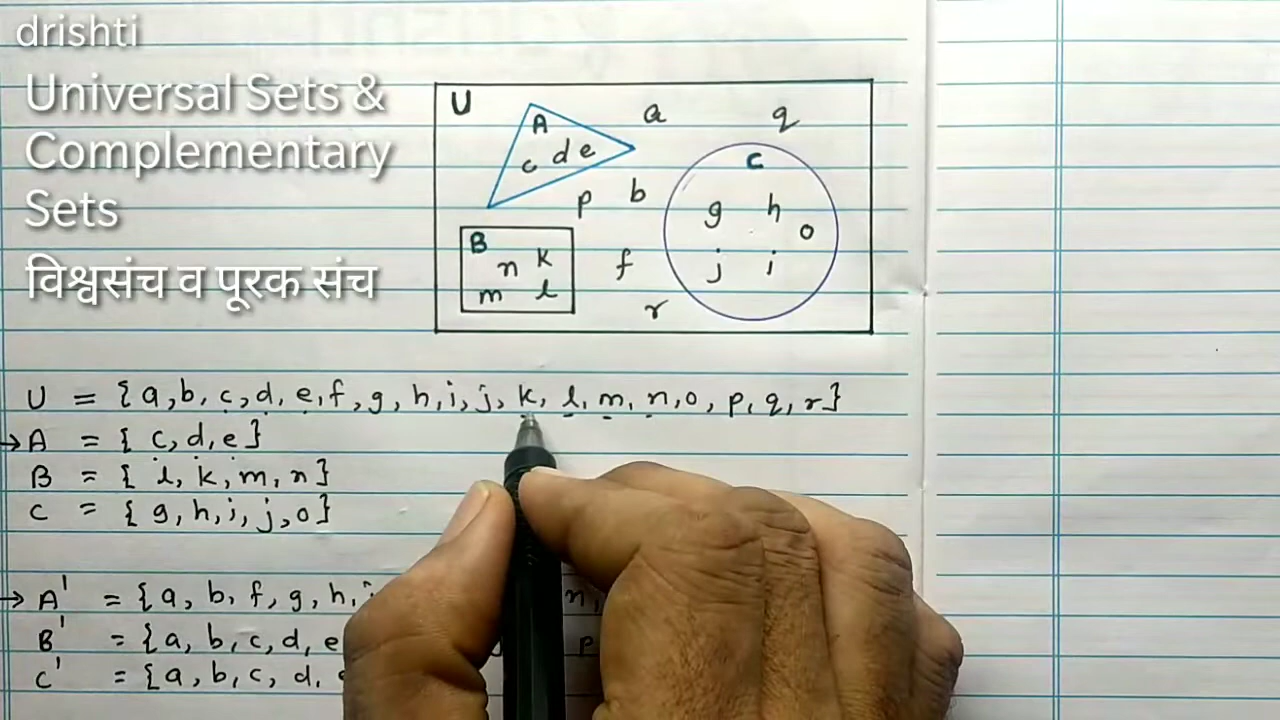 drishti
Universal Sets &
Complementary
Sets
विश्वसंच व पूरक संच
U
A
a
q
c d e
C
p b
g h
o
B
n k
f
j i
m l
r
U = {a,b,c,d,e,f,g,h,i,j,k,l,m,n,o,p,q,r}
→A = {c,d,e}
B = {l,k,m,n}
C = {g,h,i,j,o}
→A' = {a,b,f,g,h,i n,
B' = {a,b,c,d,e p
C' = {a,b,c,d,